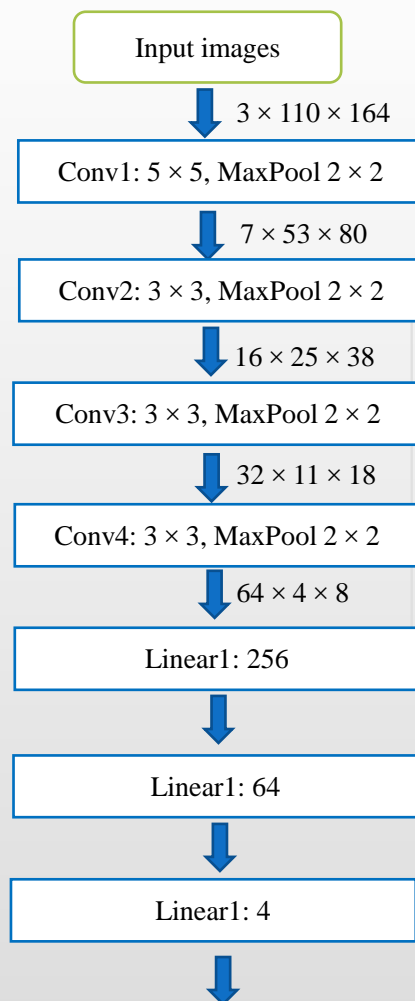 Input images
3 × 110 × 164
Conv1: 5 × 5, MaxPool 2 × 2
7 × 53 × 80
Conv2: 3 × 3, MaxPool 2 × 2
16 × 25 × 38
Conv3: 3 × 3, MaxPool 2 × 2
32 × 11 × 18
Conv4: 3 × 3, MaxPool 2 × 2
64 × 4 × 8
Linear1: 256
Linear1: 64
Linear1: 4